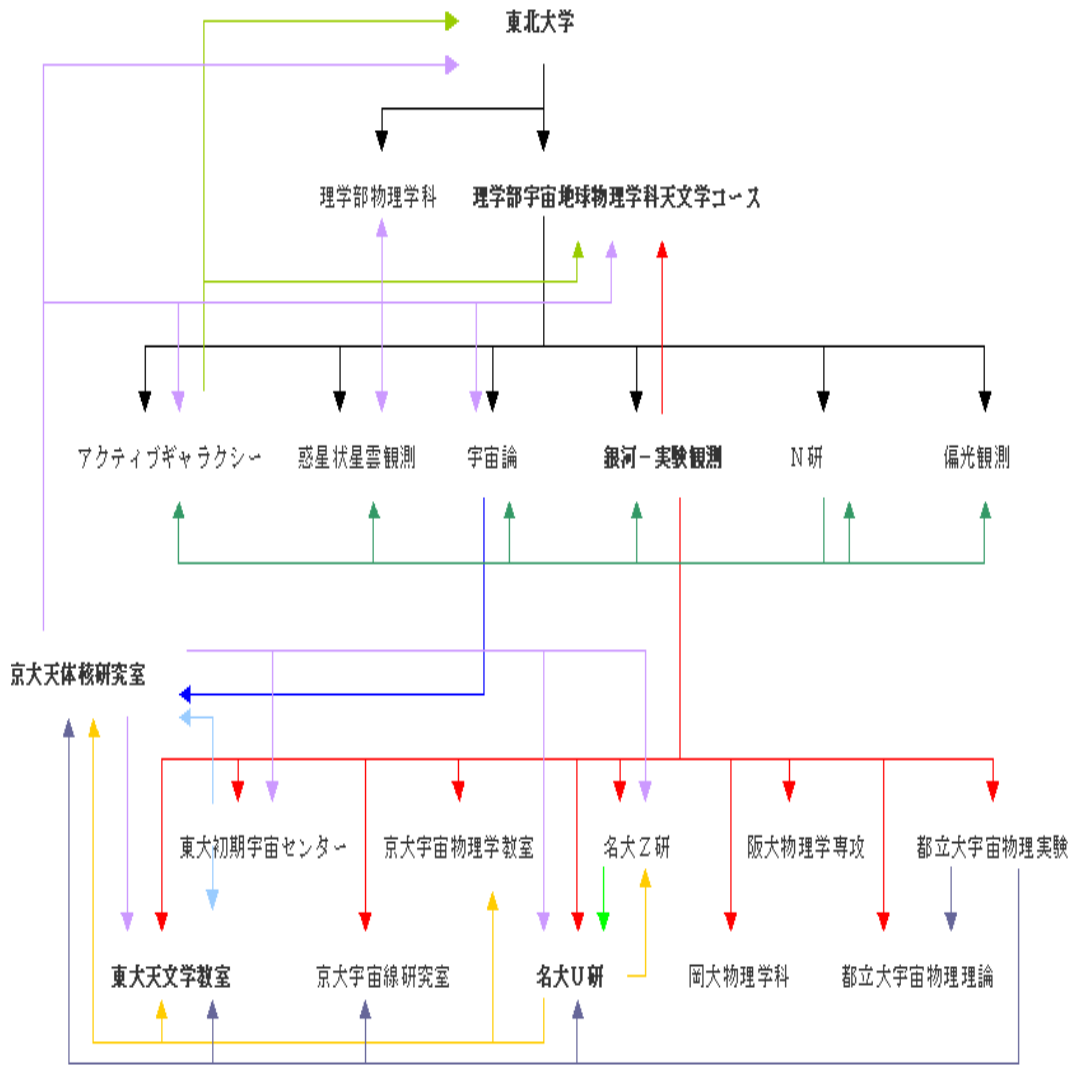 東北大学
理学部物理学科
理学部宇宙地球物理学科天文学コース
アクティブギャラクシー
惑星状星雲観測
宇宙論
銀河－実験観測
Ｎ研
偏光観測
京大天体核研究室
東大初期宇宙センター
京大宇宙物理学教室
名大Ｚ研
阪大物理学専攻
都立大宇宙物理実験
東大天文学教室
京大宇宙線研究室
名大Ｕ研
岡大物理学科
都立大宇宙物理理論